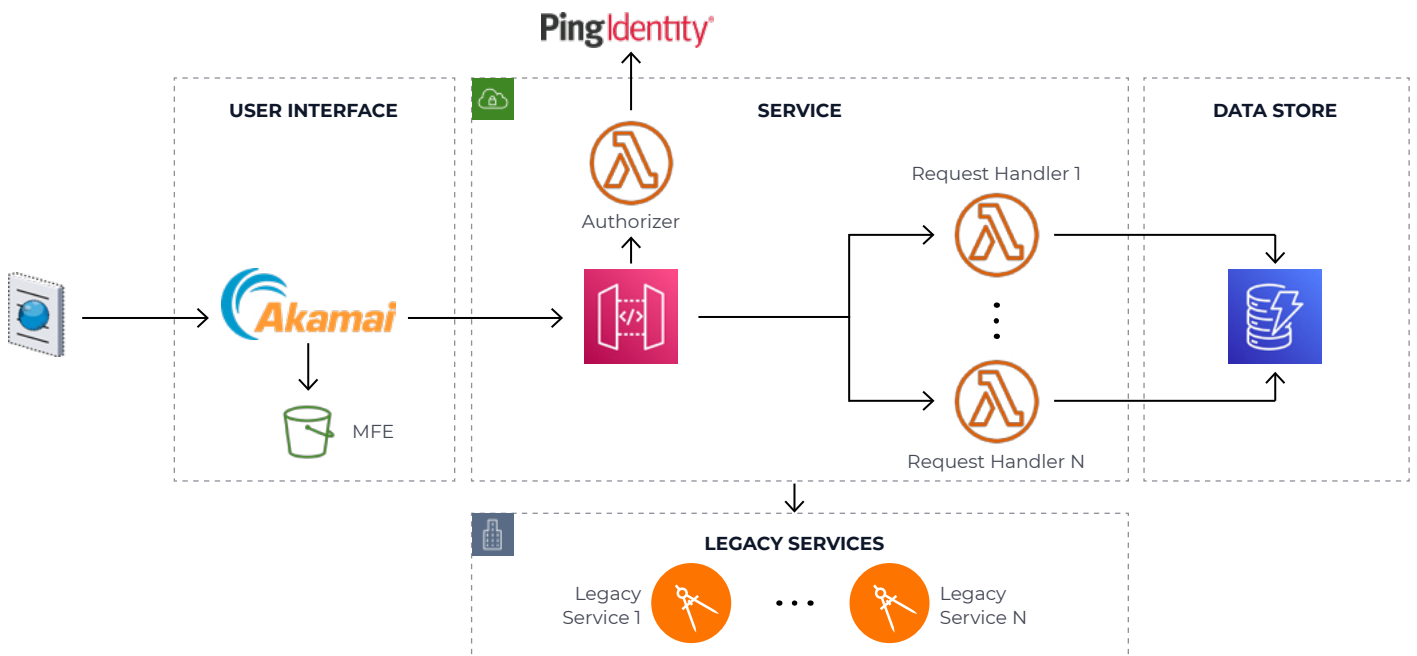 PingIdentity®
USER INTERFACE
SERVICE
DATA STORE
Request Handler 1
Authorizer
Akamai
</>
MFE
Request Handler N
LEGACY SERVICES
Legacy
Service 1
Legacy
Service N